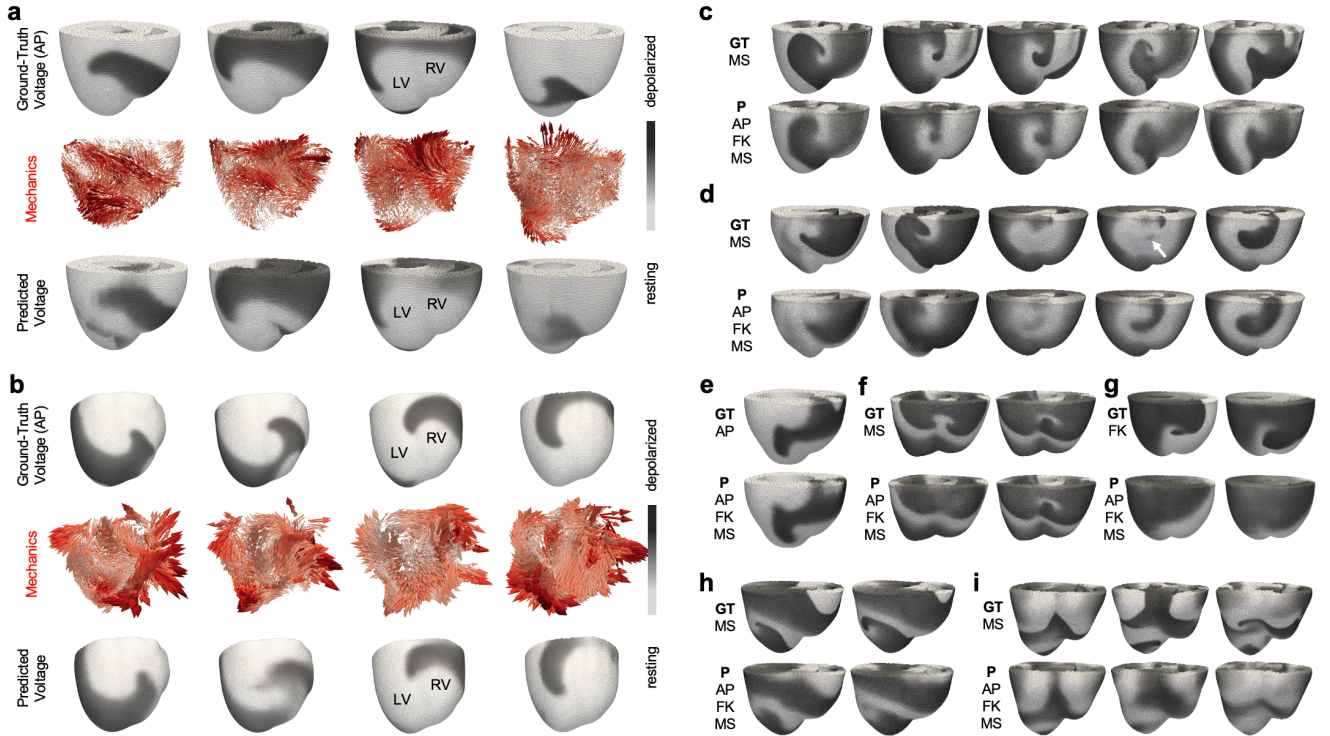 a
Ground-Truth
Voltage (AP)
LV
RV
depolarized
Mechanics
resting
Predicted
Voltage
LV
RV
b
Ground-Truth
Voltage (AP)
LV
RV
depolarized
Mechanics
resting
Predicted
Voltage
LV
RV
c
GT
MS
P
AP
FK
MS
d
GT
MS
P
AP
FK
MS
e
GT
AP
P
AP
FK
MS
f
GT
MS
P
AP
FK
MS
g
GT
FK
P
AP
FK
MS
h
GT
MS
P
AP
FK
MS
i
GT
MS
P
AP
FK
MS